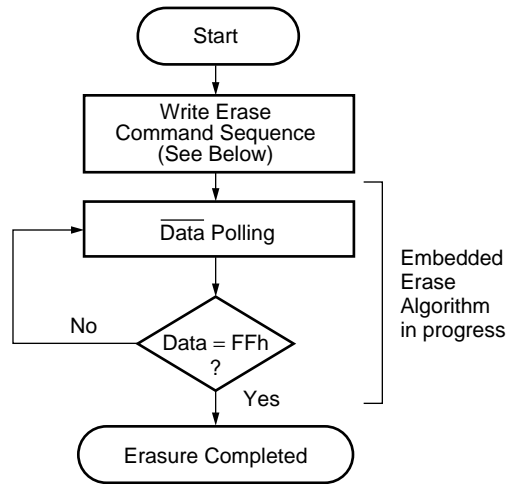 Start
Write Erase
Command Sequence
(See Below)
Data Polling
Embedded
Erase
Algorithm
in progress
No
Data = FFh
?
Yes
Erasure Completed